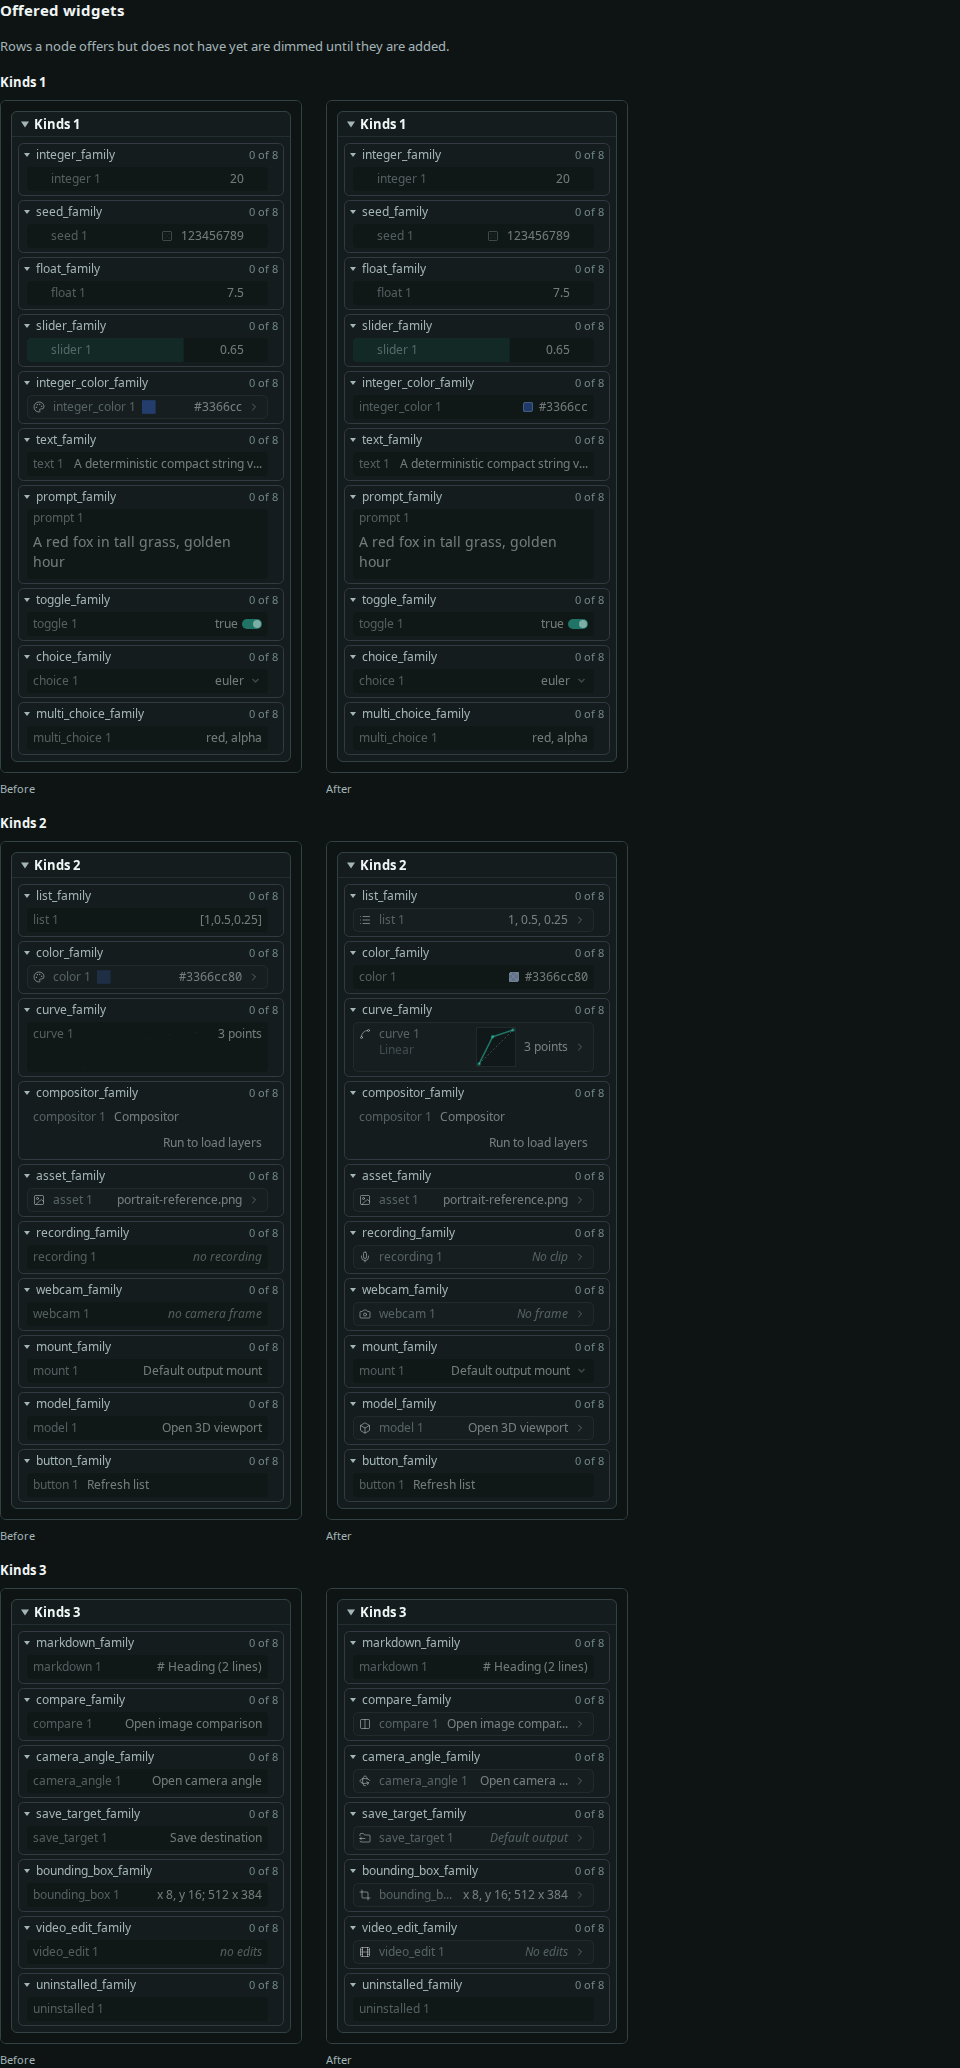 Offered widgets
Rows a node offers but does not have yet are dimmed until they are added.
Kinds 1
Kinds 1
integer_family 0 of 8
integer 1 20
seed_family 0 of 8
seed 1 123456789
float_family 0 of 8
float 1 7.5
slider_family 0 of 8
slider 1 0.65
integer_color_family 0 of 8
integer_color 1 #3366cc
text_family 0 of 8
text 1 A deterministic compact string v...
prompt_family 0 of 8
prompt 1
A red fox in tall grass, golden
hour
toggle_family 0 of 8
toggle 1 true
choice_family 0 of 8
choice 1 euler
multi_choice_family 0 of 8
multi_choice 1 red, alpha
Before
Kinds 1
integer_family 0 of 8
integer 1 20
seed_family 0 of 8
seed 1 123456789
float_family 0 of 8
float 1 7.5
slider_family 0 of 8
slider 1 0.65
integer_color_family 0 of 8
integer_color 1 #3366cc
text_family 0 of 8
text 1 A deterministic compact string v...
prompt_family 0 of 8
prompt 1
A red fox in tall grass, golden
hour
toggle_family 0 of 8
toggle 1 true
choice_family 0 of 8
choice 1 euler
multi_choice_family 0 of 8
multi_choice 1 red, alpha
After
Kinds 2
Kinds 2
list_family 0 of 8
list 1 [1,0.5,0.25]
color_family 0 of 8
color 1 #3366cc80
curve_family 0 of 8
curve 1 3 points
compositor_family 0 of 8
compositor 1 Compositor
Run to load layers
asset_family 0 of 8
asset 1 portrait-reference.png
recording_family 0 of 8
recording 1 no recording
webcam_family 0 of 8
webcam 1 no camera frame
mount_family 0 of 8
mount 1 Default output mount
model_family 0 of 8
model 1 Open 3D viewport
button_family 0 of 8
button 1 Refresh list
Before
Kinds 2
list_family 0 of 8
list 1 1, 0.5, 0.25
color_family 0 of 8
color 1 #3366cc80
curve_family 0 of 8
curve 1 3 points
Linear
compositor_family 0 of 8
compositor 1 Compositor
Run to load layers
asset_family 0 of 8
asset 1 portrait-reference.png
recording_family 0 of 8
recording 1 No clip
webcam_family 0 of 8
webcam 1 No frame
mount_family 0 of 8
mount 1 Default output mount
model_family 0 of 8
model 1 Open 3D viewport
button_family 0 of 8
button 1 Refresh list
After
Kinds 3
Kinds 3
markdown_family 0 of 8
markdown 1 # Heading (2 lines)
compare_family 0 of 8
compare 1 Open image comparison
camera_angle_family 0 of 8
camera_angle 1 Open camera angle
save_target_family 0 of 8
save_target 1 Save destination
bounding_box_family 0 of 8
bounding_box 1 x 8, y 16; 512 x 384
video_edit_family 0 of 8
video_edit 1 no edits
uninstalled_family 0 of 8
uninstalled 1
Before
Kinds 3
markdown_family 0 of 8
markdown 1 # Heading (2 lines)
compare_family 0 of 8
compare 1 Open image compar...
camera_angle_family 0 of 8
camera_angle 1 Open camera ...
save_target_family 0 of 8
save_target 1 Default output
bounding_box_family 0 of 8
bounding_b... x 8, y 16; 512 x 384
video_edit_family 0 of 8
video_edit 1 No edits
uninstalled_family 0 of 8
uninstalled 1
After